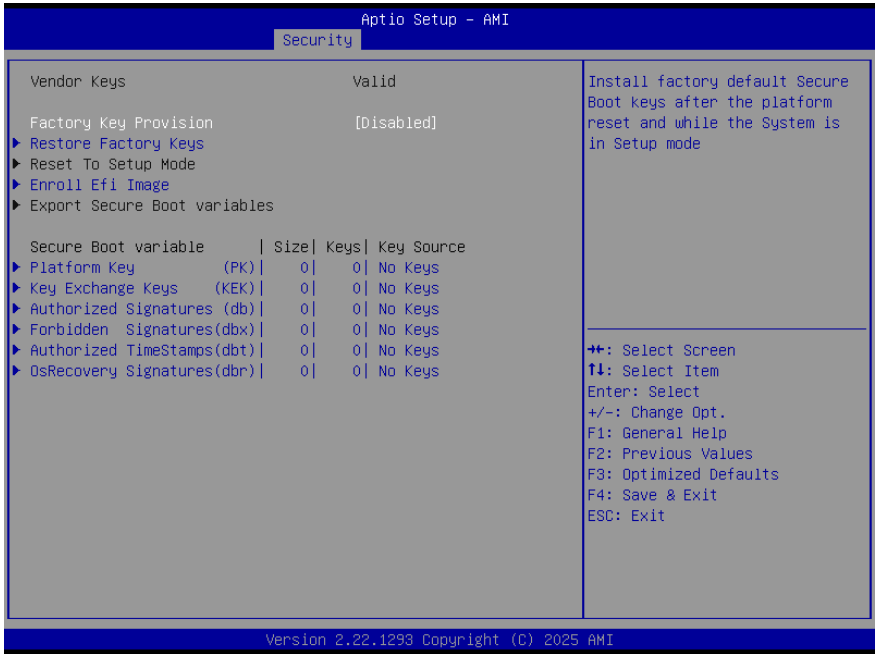 Aptio Setup – AMI
Security
Vendor Keys Valid
Factory Key Provision [Disabled]
Restore Factory Keys
Reset To Setup Mode
Enroll Efi Image
Export Secure Boot variables
Secure Boot variable | Size| Keys| Key Source
Platform Key (PK)| 0| 0| No Keys
Key Exchange Keys (KEK)| 0| 0| No Keys
Authorized Signatures (db)| 0| 0| No Keys
Forbidden Signatures(dbx)| 0| 0| No Keys
Authorized TimeStamps(dbt)| 0| 0| No Keys
OsRecovery Signatures(dbr)| 0| 0| No Keys
Install factory default Secure
Boot keys after the platform
reset and while the System is
in Setup mode
→←: Select Screen
↑↓: Select Item
Enter: Select
+/-: Change Opt.
F1: General Help
F2: Previous Values
F3: Optimized Defaults
F4: Save & Exit
ESC: Exit
Version 2.22.1293 Copyright (C) 2025 AMI